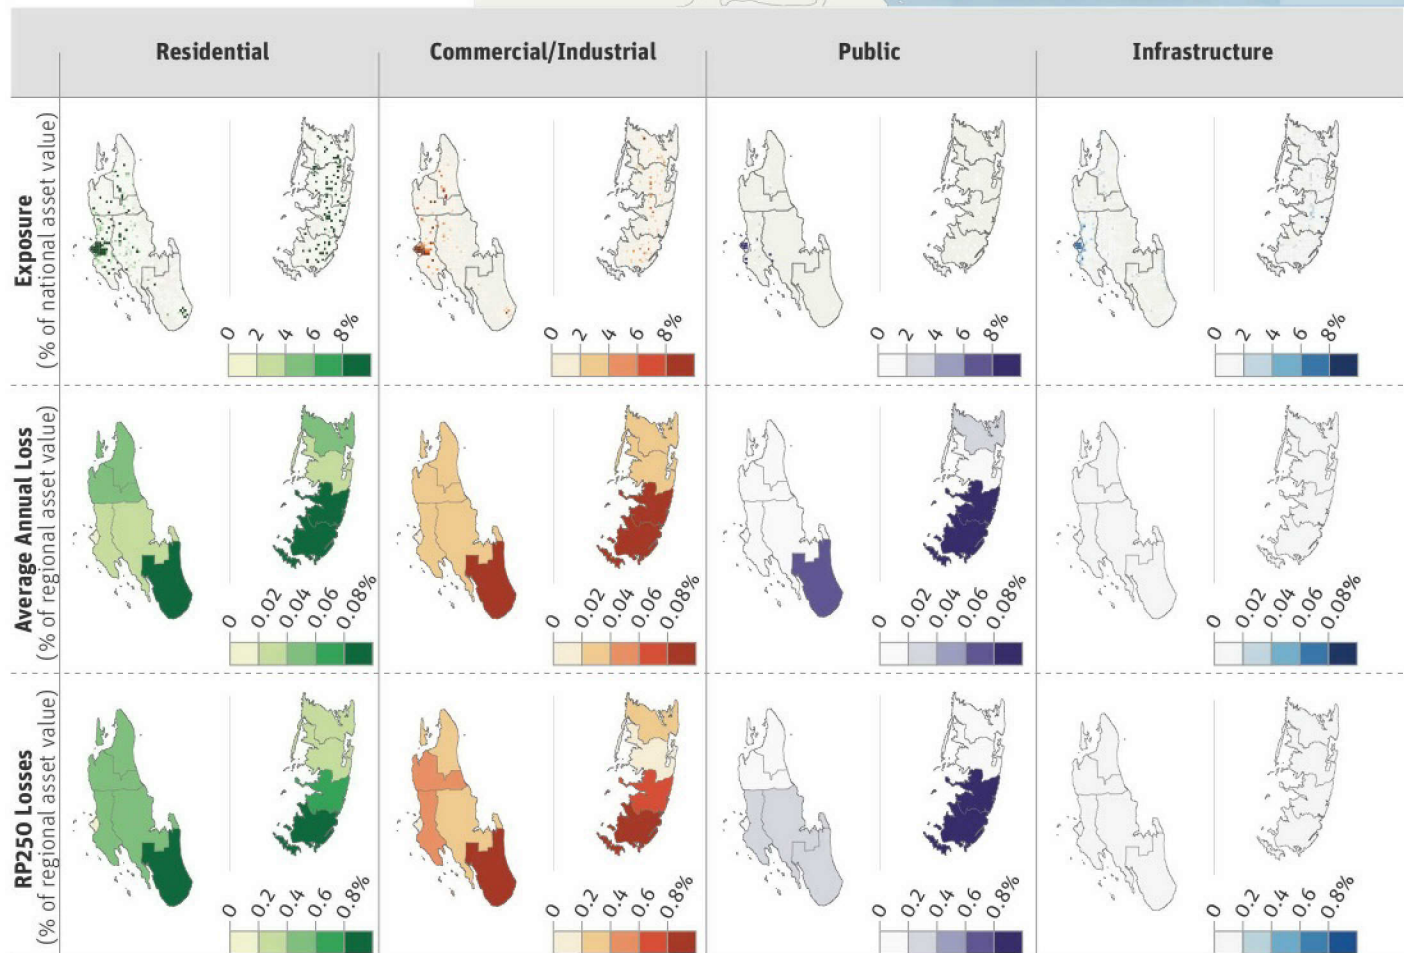 Residential Commercial/Industrial Public Infrastructure
Exposure
(% of national asset value)
0 2 4 6 8%
0 2 4 6 8%
0 2 4 6 8%
0 2 4 6 8%
Average Annual Loss
(% of regional asset value)
0 0.02 0.04 0.06 0.08%
0 0.02 0.04 0.06 0.08%
0 0.02 0.04 0.06 0.08%
0 0.02 0.04 0.06 0.08%
RP250 Losses
(% of regional asset value)
0 0.2 0.4 0.6 0.8%
0 0.2 0.4 0.6 0.8%
0 0.2 0.4 0.6 0.8%
0 0.2 0.4 0.6 0.8%